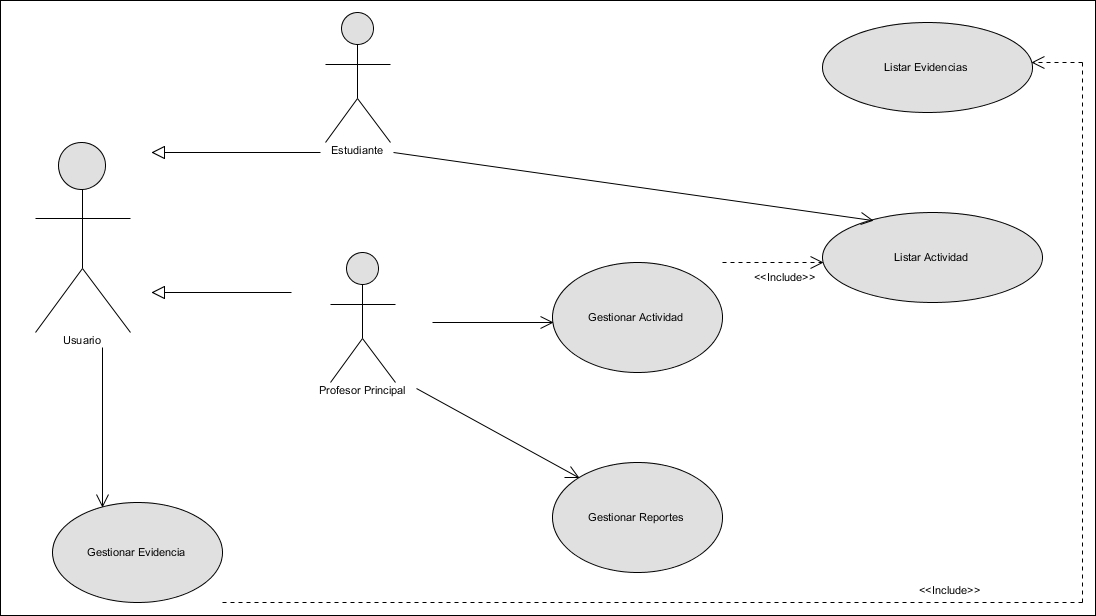 Listar Evidencias
Estudiante
Listar Actividad
<<Include>>
Gestionar Actividad
Usuario
Profesor Principal
Gestionar Reportes
Gestionar Evidencia
<<Include>>